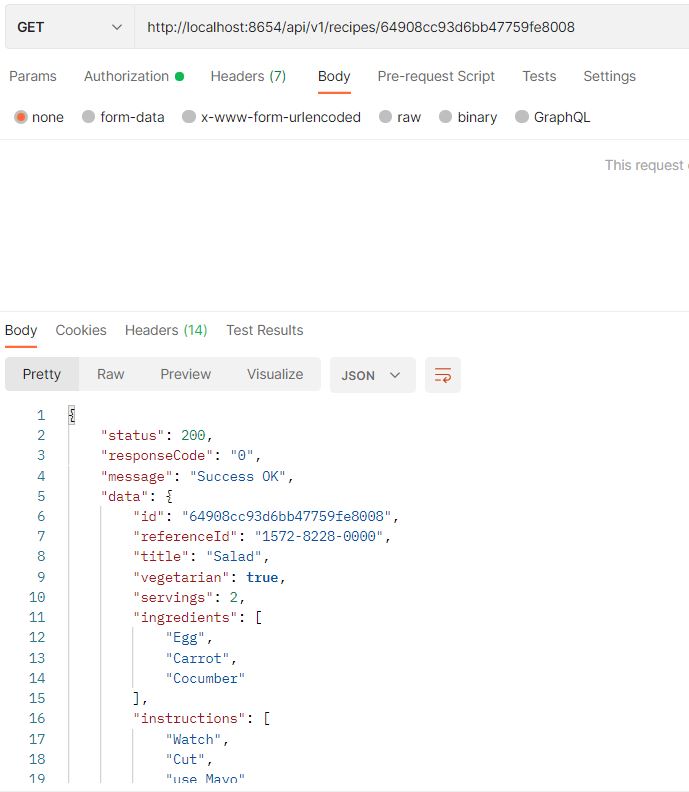 GET http://localhost:8654/api/v1/recipes/64908cc93d6bb47759fe8008
Params Authorization Headers (7) Body Pre-request Script Tests Settings
none form-data x-www-form-urlencoded raw binary GraphQL
This request
Body Cookies Headers (14) Test Results
Pretty Raw Preview Visualize JSON
1 {
2 "status": 200,
3 "responseCode": "0",
4 "message": "Success OK",
5 "data": {
6 "id": "64908cc93d6bb47759fe8008",
7 "referenceId": "1572-8228-0000",
8 "title": "Salad",
9 "vegetarian": true,
10 "servings": 2,
11 "ingredients": [
12 "Egg",
13 "Carrot",
14 "Cocumber"
15 ],
16 "instructions": [
17 "Watch",
18 "Cut",
19 "use Mayo"